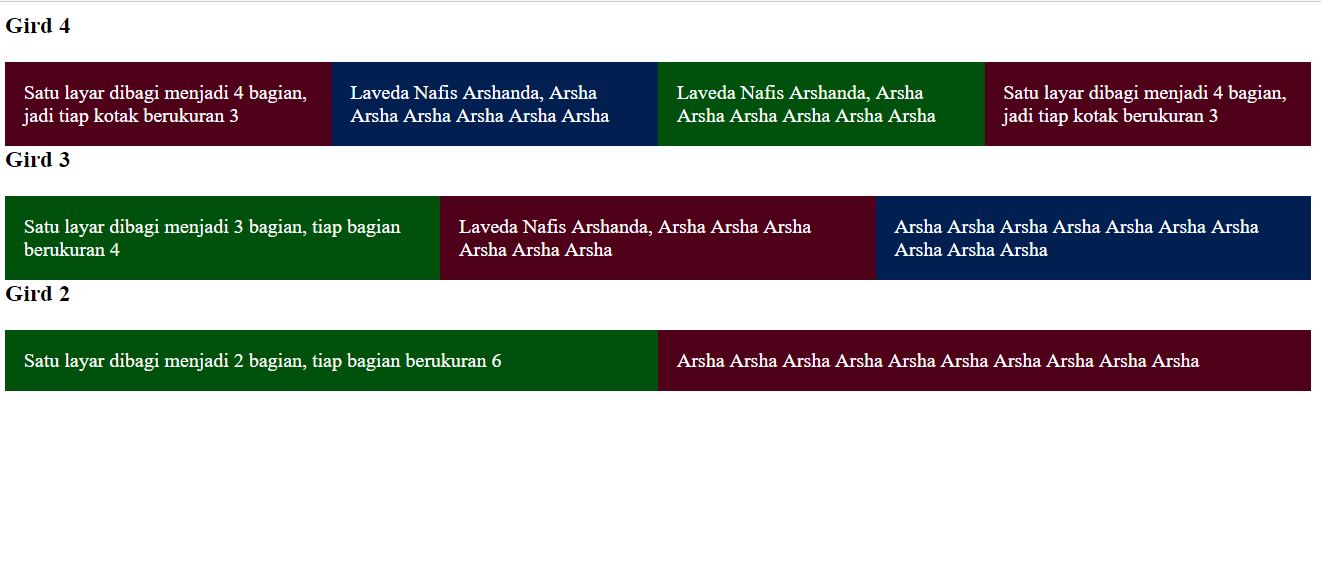 Gird 4
Satu layar dibagi menjadi 4 bagian,
jadi tiap kotak berukuran 3
Laveda Nafis Arshanda, Arsha
Arsha Arsha Arsha Arsha Arsha
Laveda Nafis Arshanda, Arsha
Arsha Arsha Arsha Arsha Arsha
Satu layar dibagi menjadi 4 bagian,
jadi tiap kotak berukuran 3
Gird 3
Satu layar dibagi menjadi 3 bagian, tiap bagian
berukuran 4
Laveda Nafis Arshanda, Arsha Arsha Arsha
Arsha Arsha Arsha
Arsha Arsha Arsha Arsha Arsha Arsha Arsha
Arsha Arsha Arsha
Gird 2
Satu layar dibagi menjadi 2 bagian, tiap bagian berukuran 6
Arsha Arsha Arsha Arsha Arsha Arsha Arsha Arsha Arsha Arsha